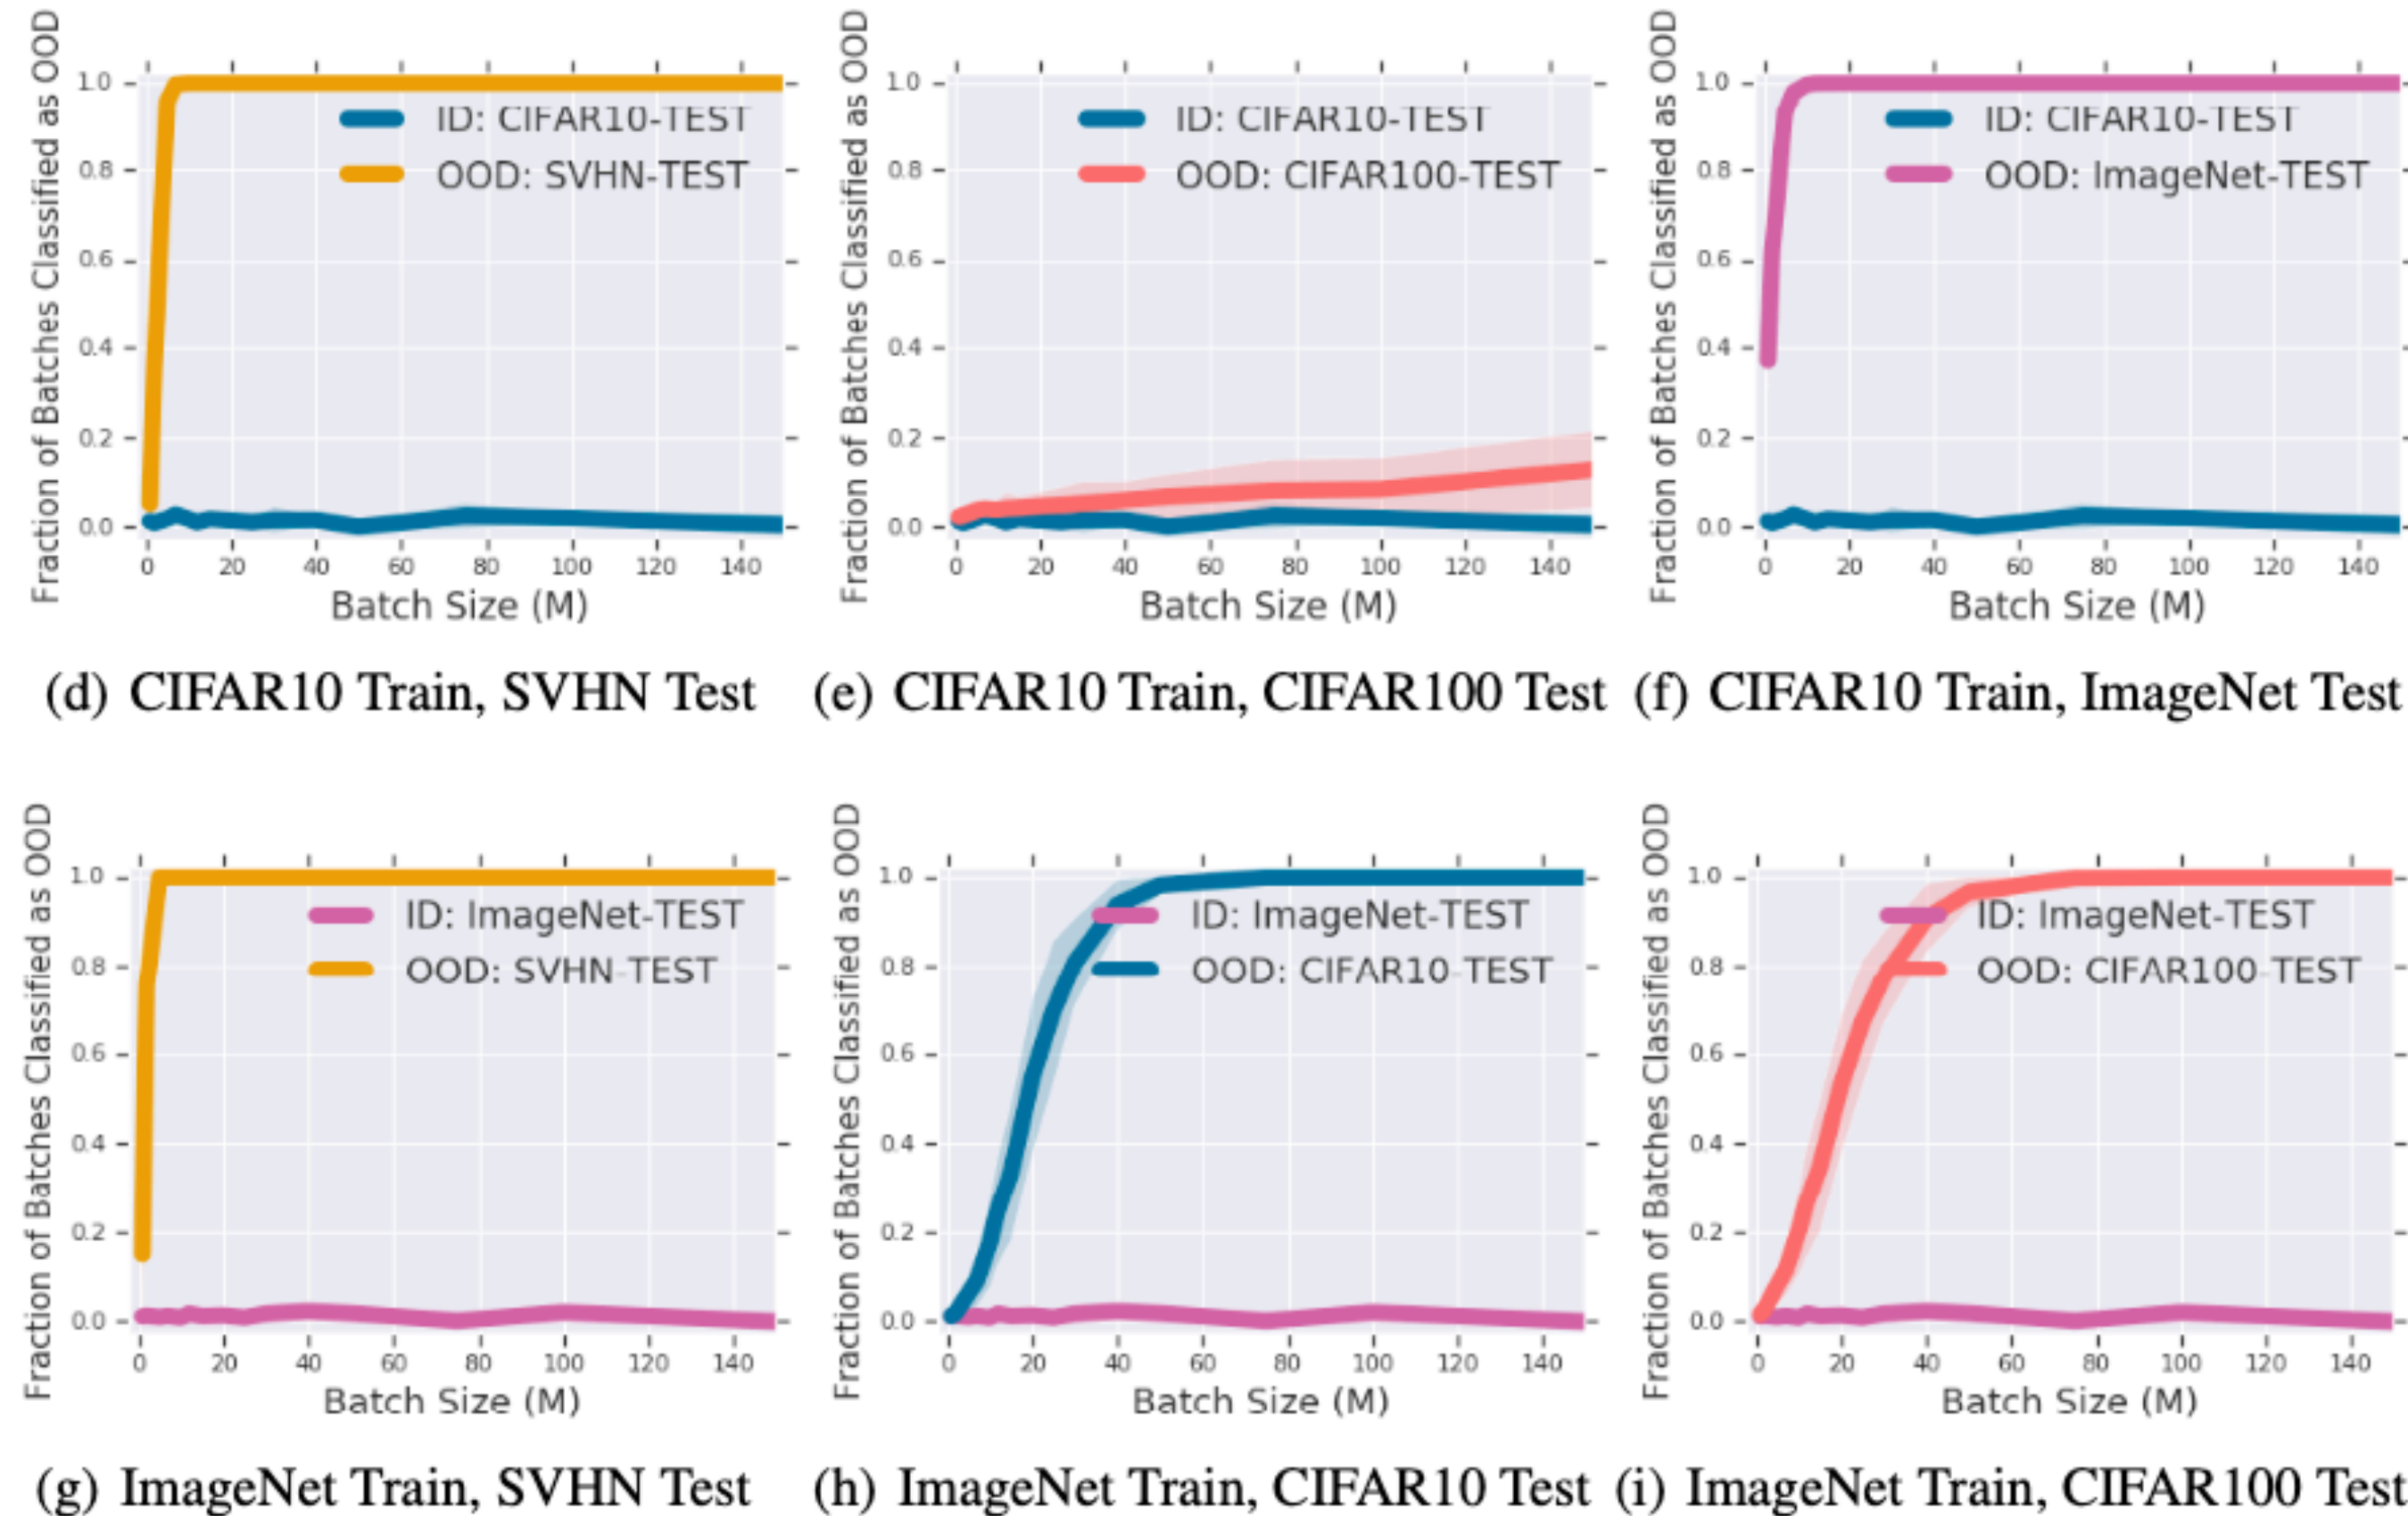 Fraction of Batches Classified as OOD
1.0
0.8
0.6
0.4
0.2
0.0
ID: CIFAR10-TEST
OOD: SVHN-TEST
0 20 40 60 80 100 120 140
Batch Size (M)
(d) CIFAR10 Train, SVHN Test
Fraction of Batches Classified as OOD
1.0
0.8
0.6
0.4
0.2
0.0
ID: CIFAR10-TEST
OOD: CIFAR100-TEST
0 20 40 60 80 100 120 140
Batch Size (M)
(e) CIFAR10 Train, CIFAR100 Test
Fraction of Batches Classified as OOD
1.0
0.8
0.6
0.4
0.2
0.0
ID: CIFAR10-TEST
OOD: ImageNet-TEST
0 20 40 60 80 100 120 140
Batch Size (M)
(f) CIFAR10 Train, ImageNet Test
Fraction of Batches Classified as OOD
1.0
0.8
0.6
0.4
0.2
0.0
ID: ImageNet-TEST
OOD: SVHN-TEST
0 20 40 60 80 100 120 140
Batch Size (M)
(g) ImageNet Train, SVHN Test
Fraction of Batches Classified as OOD
1.0
0.8
0.6
0.4
0.2
0.0
ID: ImageNet-TEST
OOD: CIFAR10-TEST
0 20 40 60 80 100 120 140
Batch Size (M)
(h) ImageNet Train, CIFAR10 Test
Fraction of Batches Classified as OOD
1.0
0.8
0.6
0.4
0.2
0.0
ID: ImageNet-TEST
OOD: CIFAR100-TEST
0 20 40 60 80 100 120 140
Batch Size (M)
(i) ImageNet Train, CIFAR100 Test